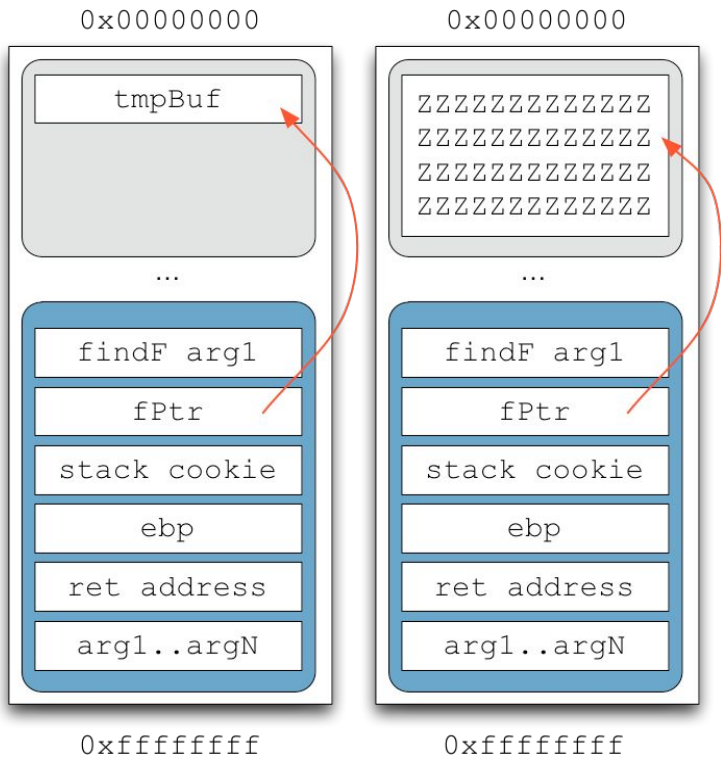 0x00000000
tmpBuf
...
findF arg1
fPtr
stack cookie
ebp
ret address
arg1..argN
0xffffffff
0x00000000
ZZZZZZZZZZZZZ
ZZZZZZZZZZZZZ
ZZZZZZZZZZZZZ
ZZZZZZZZZZZZZ
...
findF arg1
fPtr
stack cookie
ebp
ret address
arg1..argN
0xffffffff